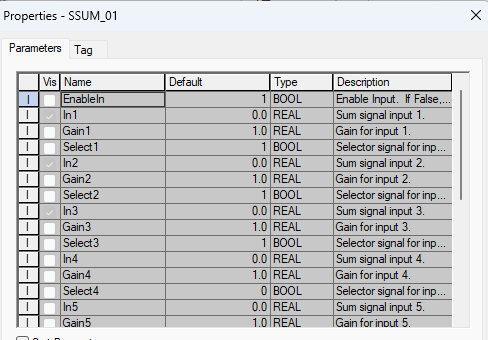 Properties - SSUM_01
Parameters Tag
Vis Name Default Type Description
I EnableIn 1 BOOL Enable Input. If False,...
I In1 0.0 REAL Sum signal input 1.
I Gain1 1.0 REAL Gain for input 1.
I Select1 1 BOOL Selector signal for inp...
I In2 0.0 REAL Sum signal input 2.
I Gain2 1.0 REAL Gain for input 2.
I Select2 1 BOOL Selector signal for inp...
I In3 0.0 REAL Sum signal input 3.
I Gain3 1.0 REAL Gain for input 3.
I Select3 1 BOOL Selector signal for inp...
I In4 0.0 REAL Sum signal input 4.
I Gain4 1.0 REAL Gain for input 4.
I Select4 0 BOOL Selector signal for inp...
I In5 0.0 REAL Sum signal input 5.
I Gain5 1.0 REAL Gain for input 5.